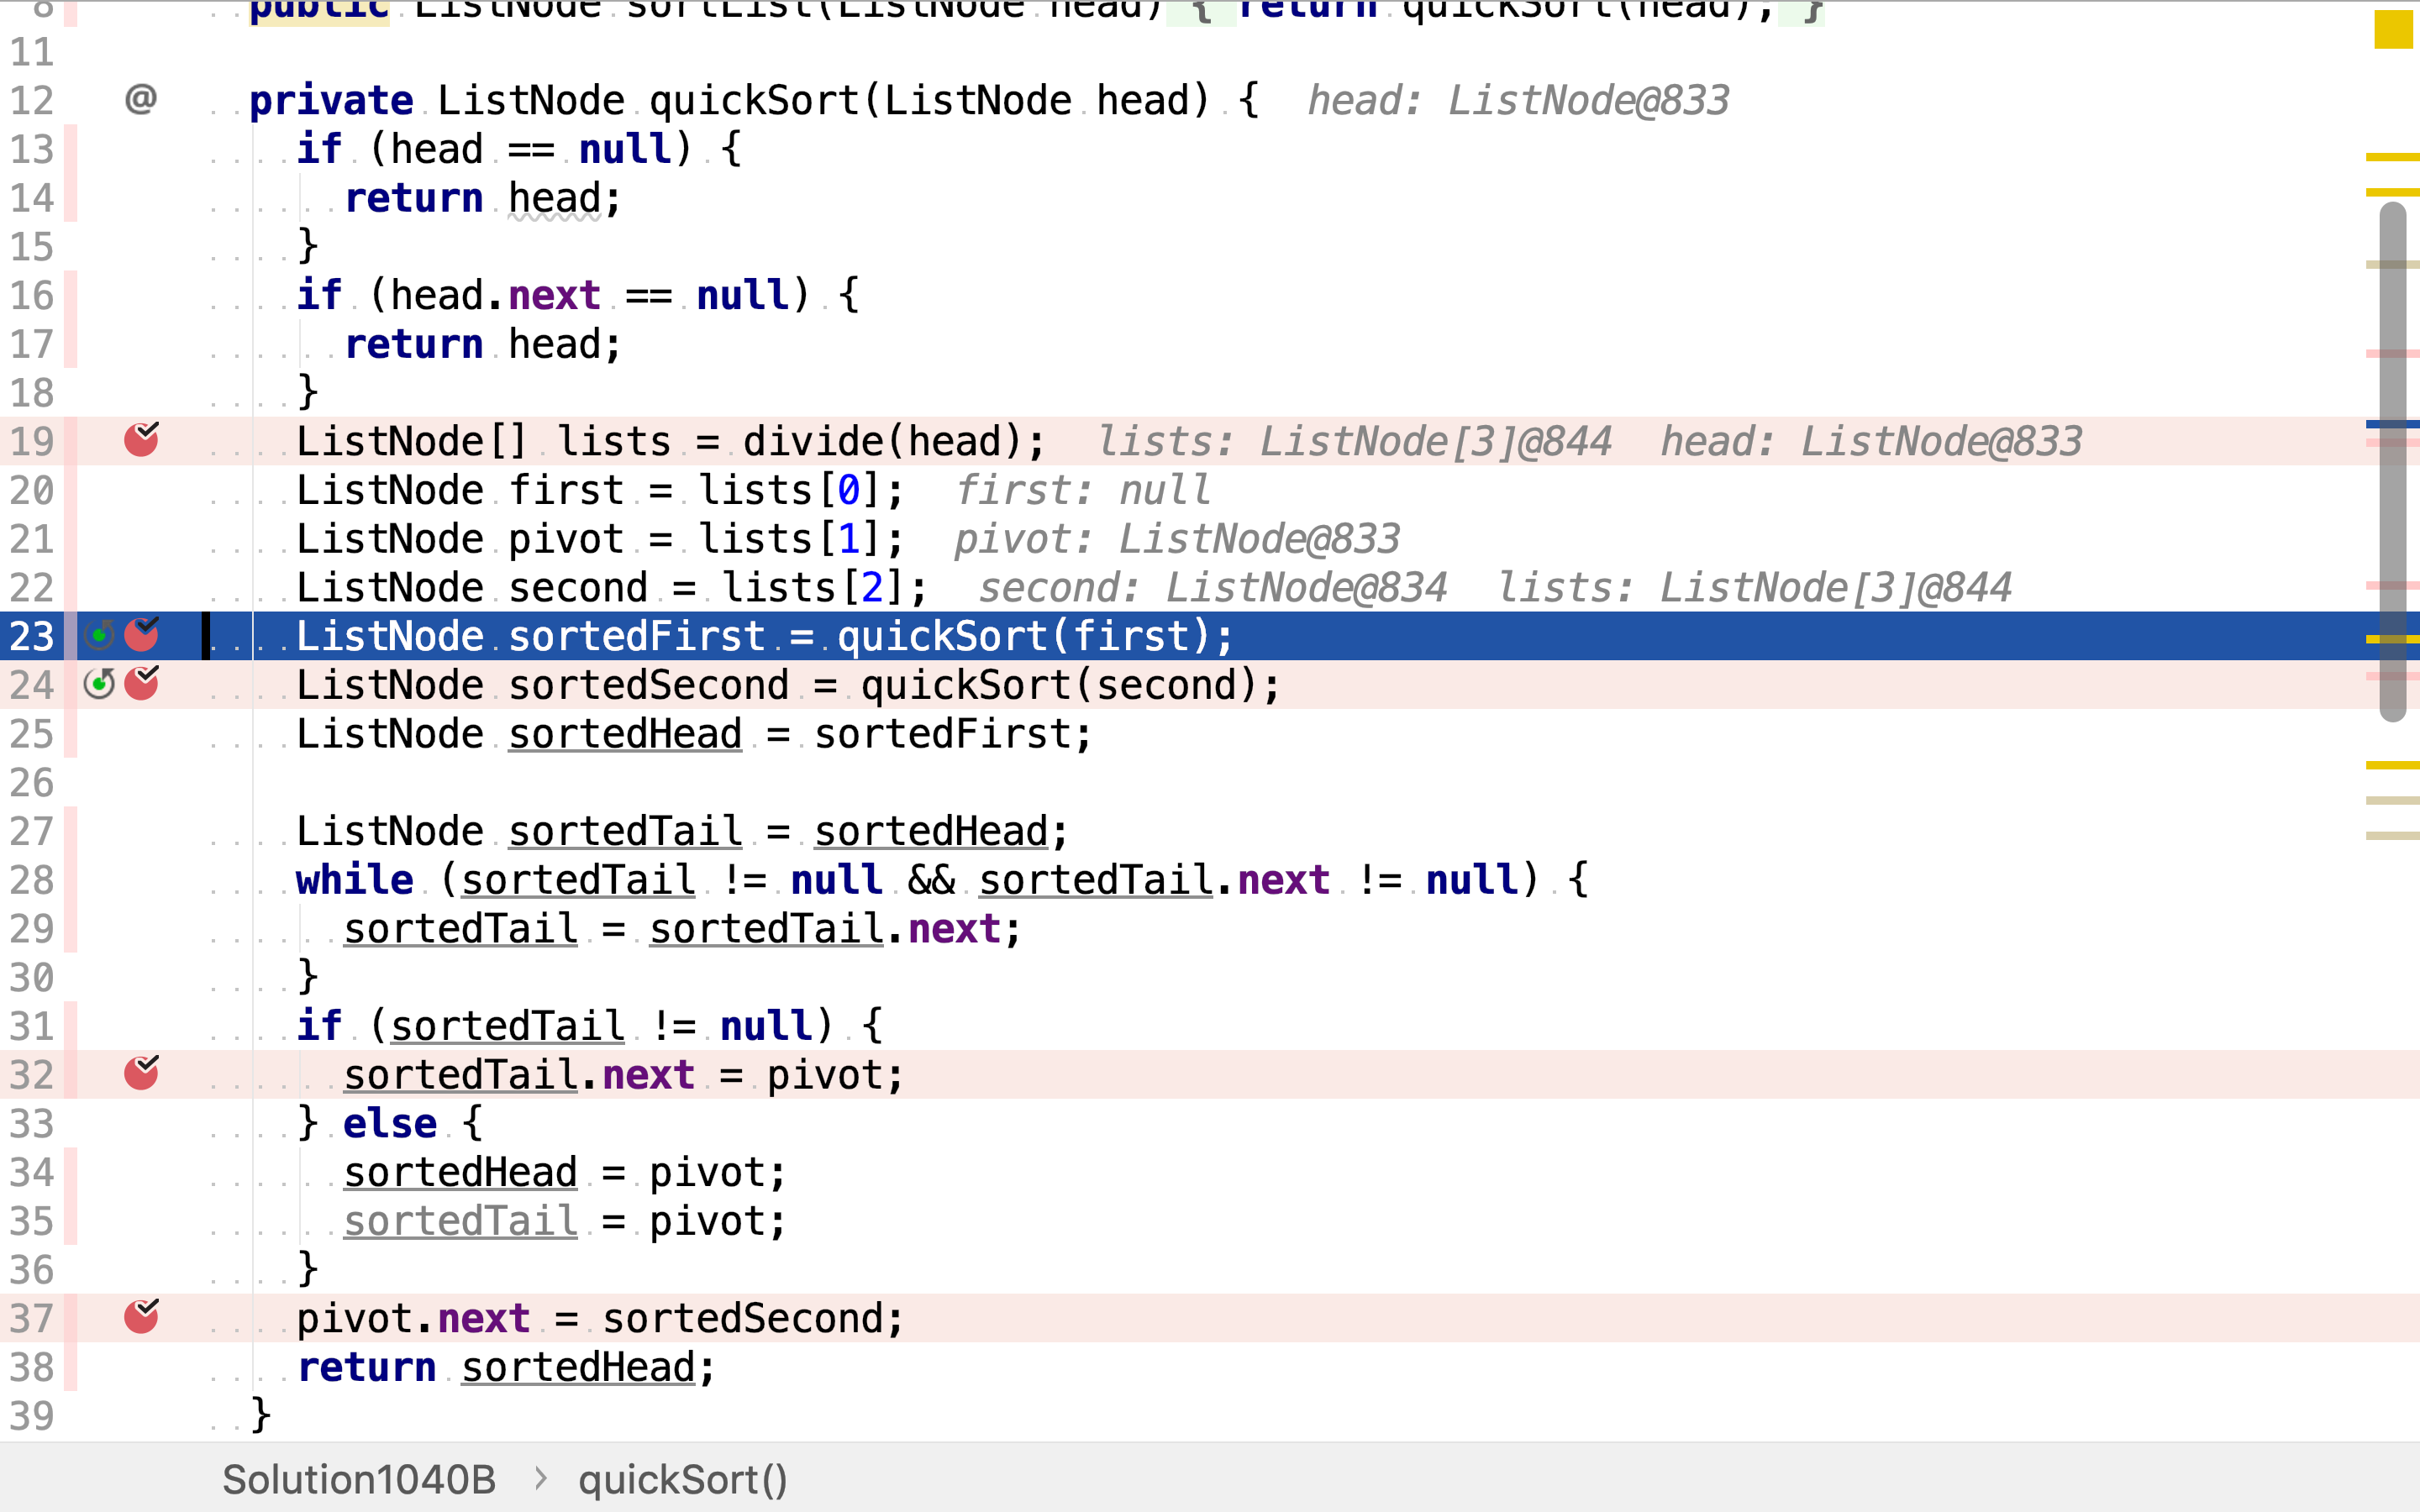 8 public ListNode sortList(ListNode head) { return quickSort(head); }
11
12 @ private ListNode quickSort(ListNode head) { head: ListNode@833
13 if (head == null) {
14 return head;
15 }
16 if (head.next == null) {
17 return head;
18 }
19 ListNode[] lists = divide(head); lists: ListNode[3]@844 head: ListNode@833
20 ListNode first = lists[0]; first: null
21 ListNode pivot = lists[1]; pivot: ListNode@833
22 ListNode second = lists[2]; second: ListNode@834 lists: ListNode[3]@844
23 ListNode sortedFirst = quickSort(first);
24 ListNode sortedSecond = quickSort(second);
25 ListNode sortedHead = sortedFirst;
26
27 ListNode sortedTail = sortedHead;
28 while (sortedTail != null && sortedTail.next != null) {
29 sortedTail = sortedTail.next;
30 }
31 if (sortedTail != null) {
32 sortedTail.next = pivot;
33 } else {
34 sortedHead = pivot;
35 sortedTail = pivot;
36 }
37 pivot.next = sortedSecond;
38 return sortedHead;
39 }
Solution1040B › quickSort()